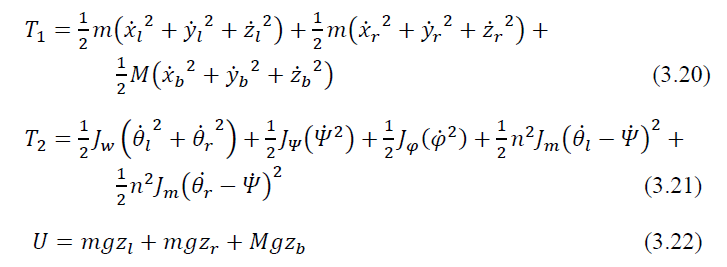 T₁ = ½m(ẋₗ² + ẏₗ² + żₗ²) + ½m(ẋᵣ² + ẏᵣ² + żᵣ²) +
½M(ẋ_b² + ẏ_b² + ż_b²) (3.20)
T₂ = ½J_w(θ̇ₗ² + θ̇ᵣ²) + ½J_Ψ(Ψ̇²) + ½J_φ(φ̇²) + ½n²Jₘ(θ̇ₗ − Ψ̇)² +
½n²Jₘ(θ̇ᵣ − Ψ̇)² (3.21)
U = mgzₗ + mgzᵣ + Mgz_b (3.22)